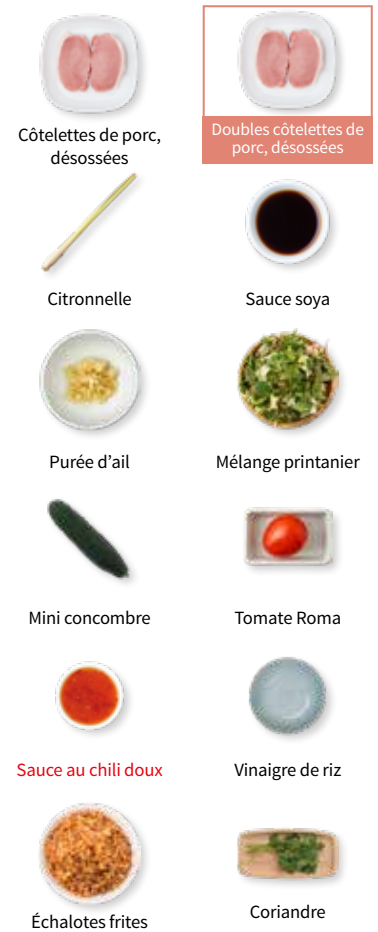 Côtelettes de porc,
désossées
Doubles côtelettes de
porc, désossées
Citronnelle
Sauce soya
Purée d’ail
Mélange printanier
Mini concombre
Tomate Roma
Sauce au chili doux
Vinaigre de riz
Échalotes frites
Coriandre